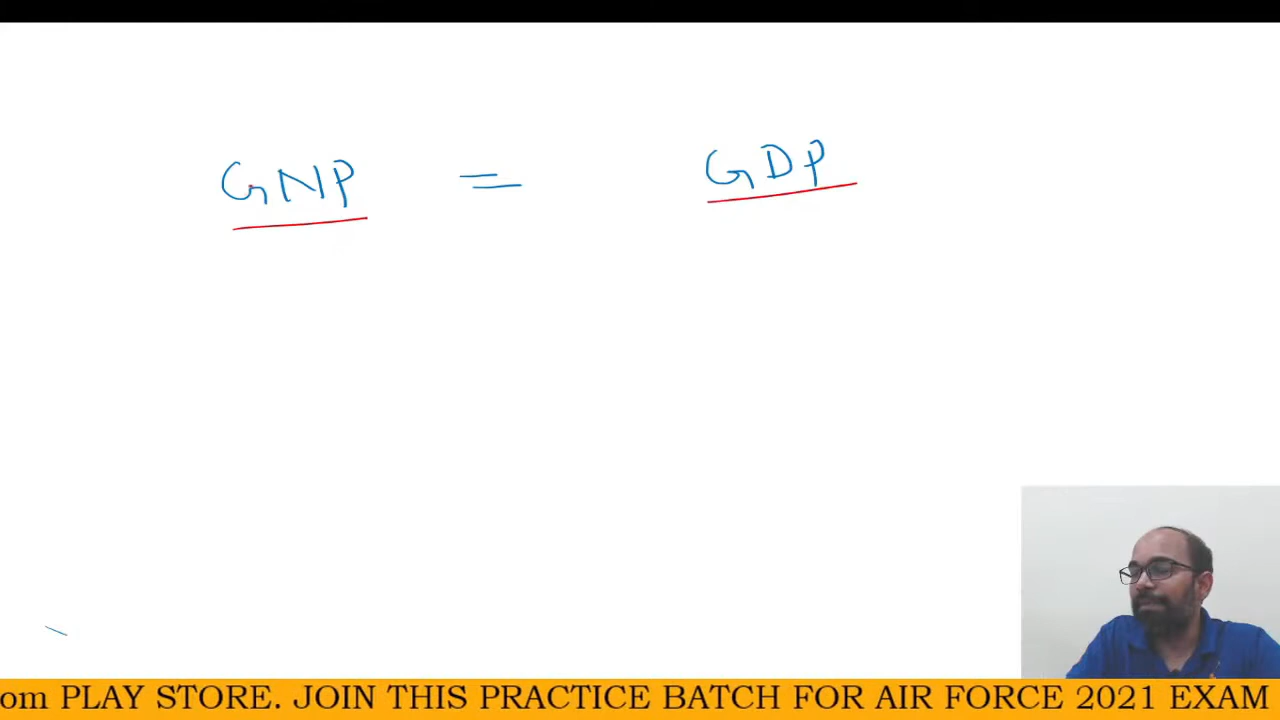 GNP = GDP
om PLAY STORE. JOIN THIS PRACTICE BATCH FOR AIR FORCE 2021 EXAM